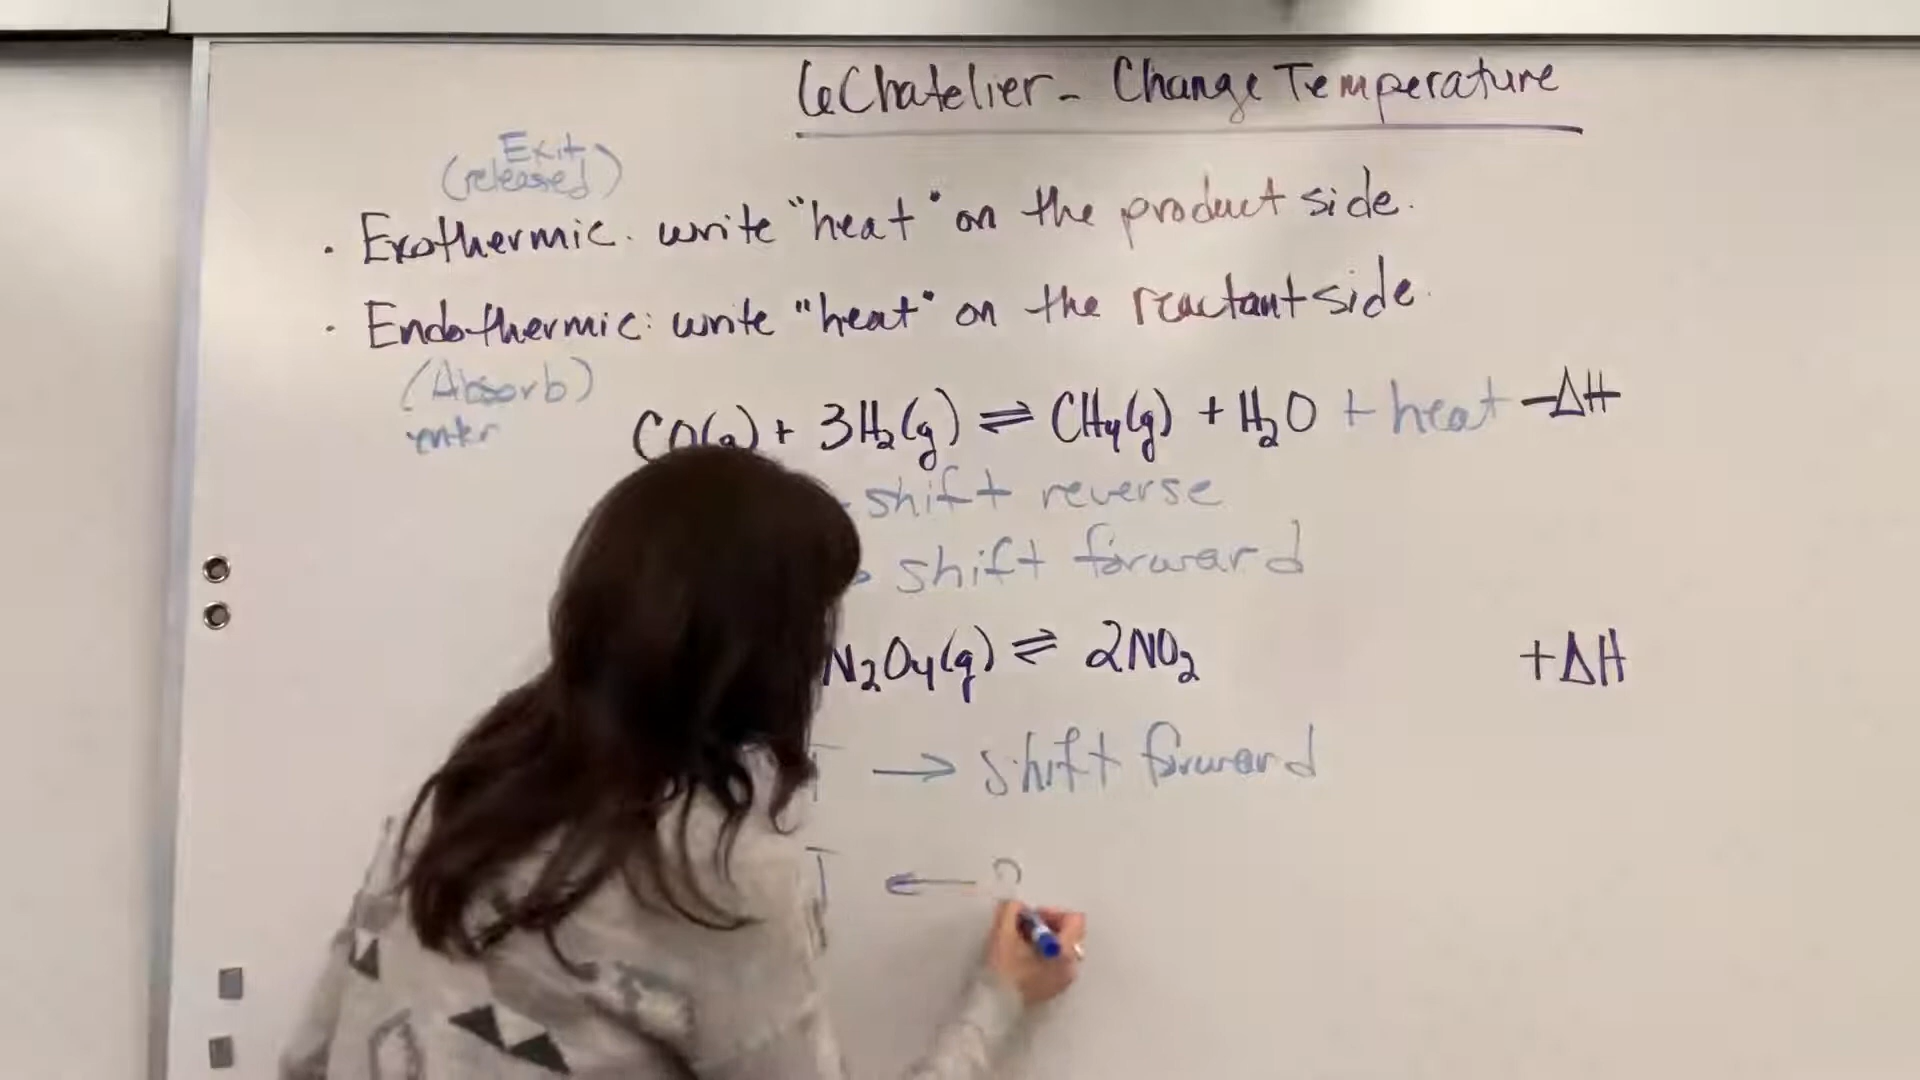 LeChatelier - Change Temperature
Exit
(released)
• Exothermic: write "heat" on the product side.
• Endothermic: write "heat" on the reactant side.
(Absorb)
enter
CO(g) + 3H₂(g) ⇌ CH₄(g) + H₂O + heat -ΔH
shift reverse
shift forward
N₂O₄(g) ⇌ 2NO₂ +ΔH
T → shift forward
T ←